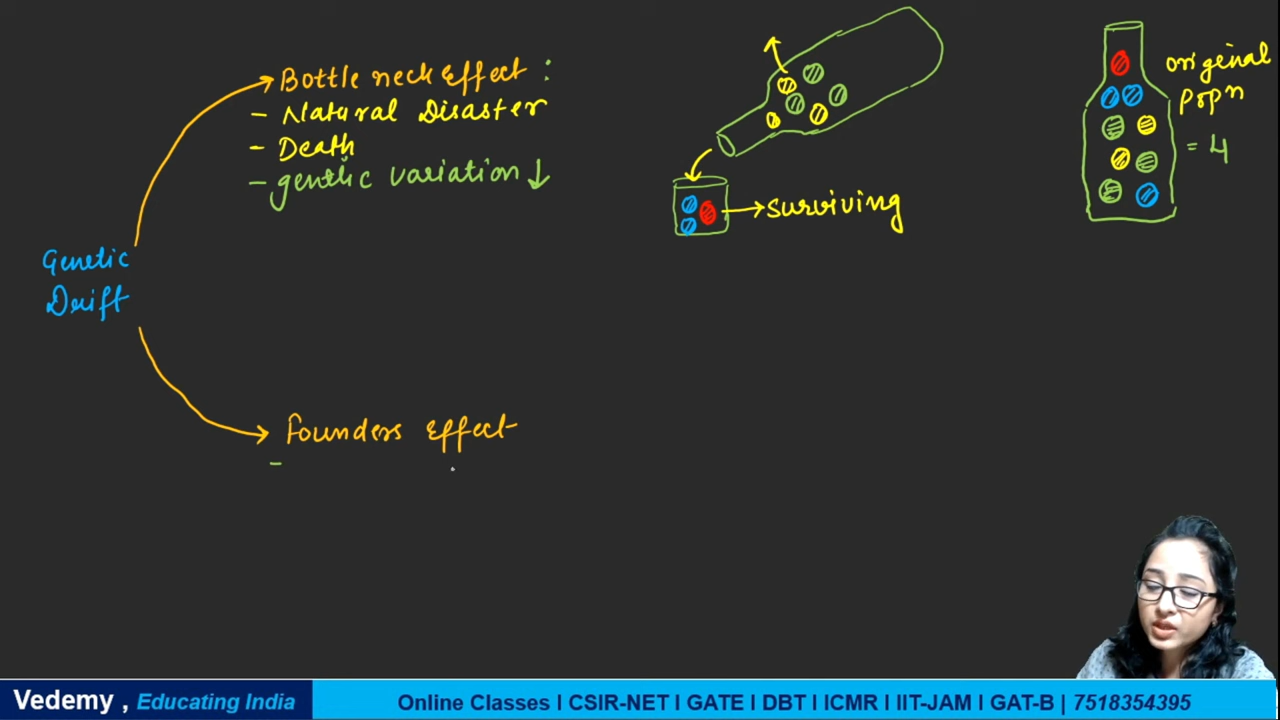 Bottle neck Effect :
- Natural Disaster
- Death
- genetic variation ↓
surviving
original
popn
= 4
Genetic
Drift
Founders Effect
-
Vedemy , Educating India
Online Classes I CSIR-NET I GATE I DBT I ICMR I IIT-JAM I GAT-B | 7518354395